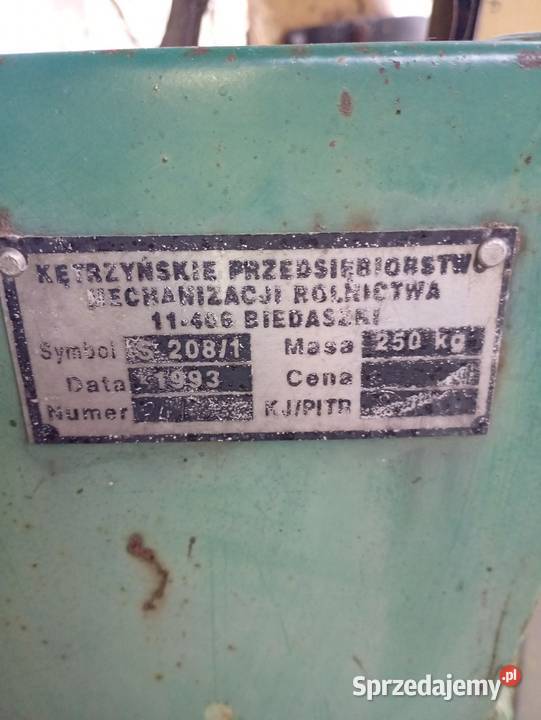 KĘTRZYŃSKIE PRZEDSIĘBIORSTWO
MECHANIZACJI ROLNICTWA
11-406 BIEDASZKI
Symbol S 208/1 Masa 250 kg
Data 1993 Cena
Numer KJ/PITR
Sprzedajemy.pl